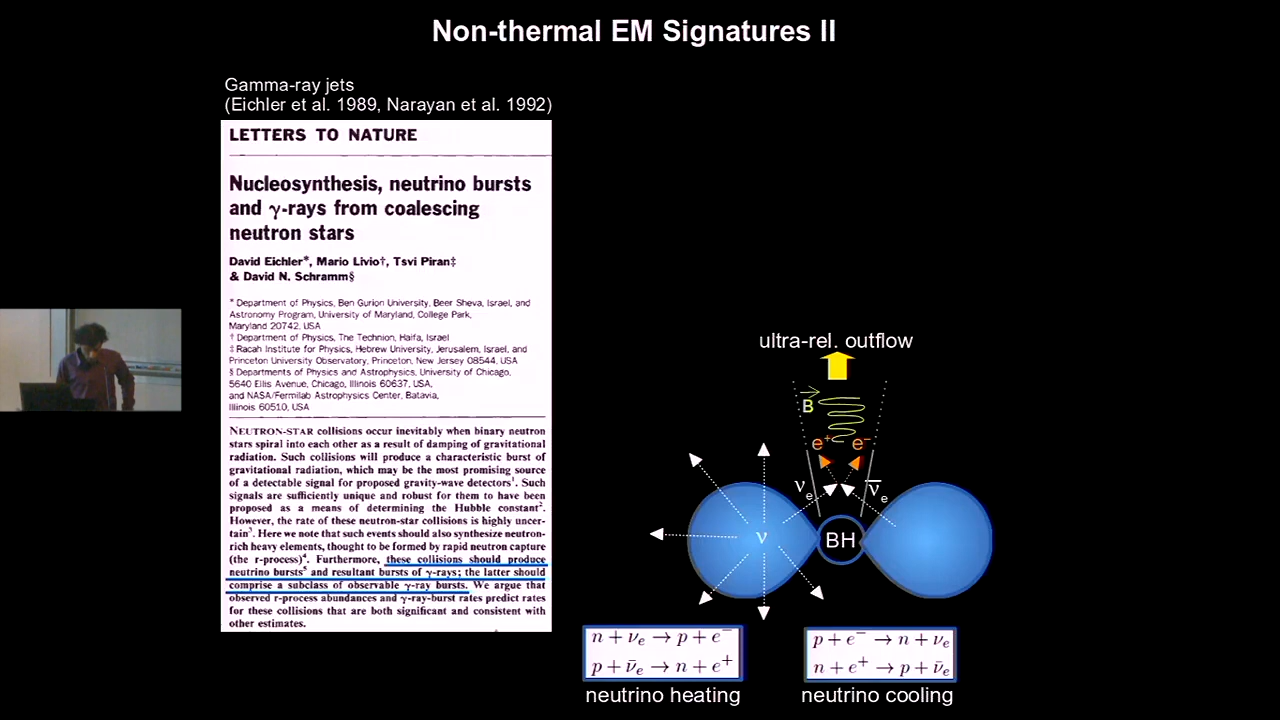 Non-thermal EM Signatures II
Gamma-ray jets
(Eichler et al. 1989, Narayan et al. 1992)
LETTERS TO NATURE
Nucleosynthesis, neutrino bursts
and γ-rays from coalescing
neutron stars
David Eichler*, Mario Livio†, Tsvi Piran‡
& David N. Schramm§
* Department of Physics, Ben Gurion University, Beer Sheva, Israel, and
Astronomy Program, University of Maryland, College Park,
Maryland 20742, USA
† Department of Physics, The Technion, Haifa, Israel
‡ Racah Institute for Physics, Hebrew University, Jerusalem, Israel, and
Princeton University Observatory, Princeton, New Jersey 08544, USA
§ Departments of Physics and Astrophysics, University of Chicago,
5640 Ellis Avenue, Chicago, Illinois 60637, USA,
and NASA/Fermilab Astrophysics Center, Batavia,
Illinois 60510, USA
NEUTRON-STAR collisions occur inevitably when binary neutron
stars spiral into each other as a result of damping of gravitational
radiation. Such collisions will produce a characteristic burst of
gravitational radiation, which may be the most promising source
of a detectable signal for proposed gravity-wave detectors¹. Such
signals are sufficiently unique and robust for them to have been
proposed as a means of determining the Hubble constant².
However, the rate of these neutron-star collisions is highly uncer-
tain³. Here we note that such events should also synthesize neutron-
rich heavy elements, thought to be formed by rapid neutron capture
(the r-process)⁴. Furthermore, these collisions should produce
neutrino bursts⁵ and resultant bursts of γ-rays; the latter should
comprise a subclass of observable γ-ray bursts. We argue that
observed r-process abundances and γ-ray-burst rates predict rates
for these collisions that are both significant and consistent with
other estimates.
ultra-rel. outflow
B⃗
e⁺ e⁻
νₑ ν̄ₑ
ν BH
n + νₑ → p + e⁻
p + ν̄ₑ → n + e⁺
neutrino heating
p + e⁻ → n + νₑ
n + e⁺ → p + ν̄ₑ
neutrino cooling